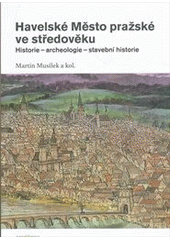 Havelské Město pražské
ve středověku
Historie – archeologie – stavební historie
Martin Musílek a kol.